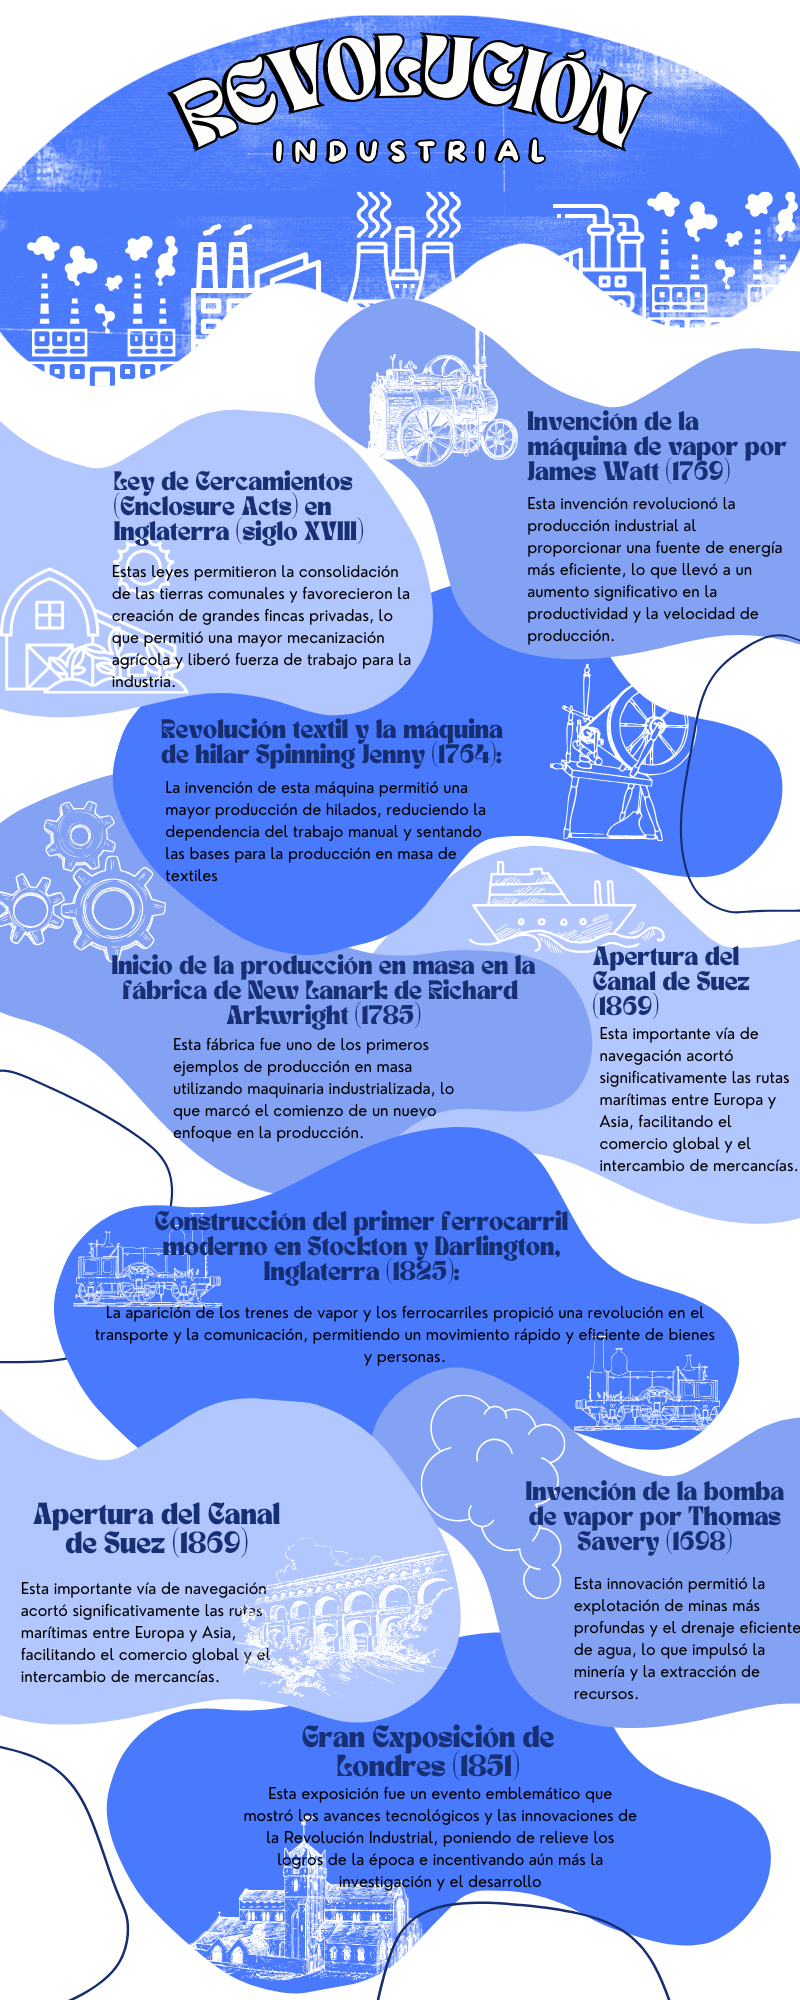 REVOLUCIÓN
INDUSTRIAL
Invención de la
máquina de vapor por
James Watt (1769)
Esta invención revolucionó la
producción industrial al
proporcionar una fuente de energía
más eficiente, lo que llevó a un
aumento significativo en la
productividad y la velocidad de
producción.
Ley de Cercamientos
(Enclosure Acts) en
Inglaterra (siglo XVIII)
Estas leyes permitieron la consolidación
de las tierras comunales y favorecieron la
creación de grandes fincas privadas, lo
que permitió una mayor mecanización
agrícola y liberó fuerza de trabajo para la
industria.
Revolución textil y la máquina
de hilar Spinning Jenny (1764):
La invención de esta máquina permitió una
mayor producción de hilados, reduciendo la
dependencia del trabajo manual y sentando
las bases para la producción en masa de
textiles
Inicio de la producción en masa en la
fábrica de New Lanark de Richard
Arkwright (1785)
Esta fábrica fue uno de los primeros
ejemplos de producción en masa
utilizando maquinaria industrializada, lo
que marcó el comienzo de un nuevo
enfoque en la producción.
Apertura del
Canal de Suez
(1869)
Esta importante vía de
navegación acortó
significativamente las rutas
marítimas entre Europa y
Asia, facilitando el
comercio global y el
intercambio de mercancías.
Construcción del primer ferrocarril
moderno en Stockton y Darlington,
Inglaterra (1825):
La aparición de los trenes de vapor y los ferrocarriles propició una revolución en el
transporte y la comunicación, permitiendo un movimiento rápido y eficiente de bienes
y personas.
Apertura del Canal
de Suez (1869)
Esta importante vía de navegación
acortó significativamente las rutas
marítimas entre Europa y Asia,
facilitando el comercio global y el
intercambio de mercancías.
Invención de la bomba
de vapor por Thomas
Savery (1698)
Esta innovación permitió la
explotación de minas más
profundas y el drenaje eficiente
de agua, lo que impulsó la
minería y la extracción de
recursos.
Gran Exposición de
Londres (1851)
Esta exposición fue un evento emblemático que
mostró los avances tecnológicos y las innovaciones de
la Revolución Industrial, poniendo de relieve los
logros de la época e incentivando aún más la
investigación y el desarrollo